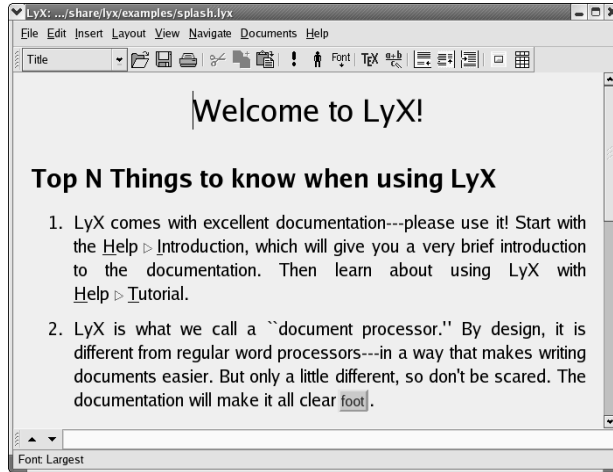 LyX: .../share/lyx/examples/splash.lyx
File Edit Insert Layout View Navigate Documents Help
Title Font TEX a+b c
Welcome to LyX!
Top N Things to know when using LyX
1. LyX comes with excellent documentation---please use it! Start with
the Help ▷ Introduction, which will give you a very brief introduction
to the documentation. Then learn about using LyX with
Help ▷ Tutorial.
2. LyX is what we call a ``document processor.'' By design, it is
different from regular word processors---in a way that makes writing
documents easier. But only a little different, so don't be scared. The
documentation will make it all clear foot .
Font: Largest